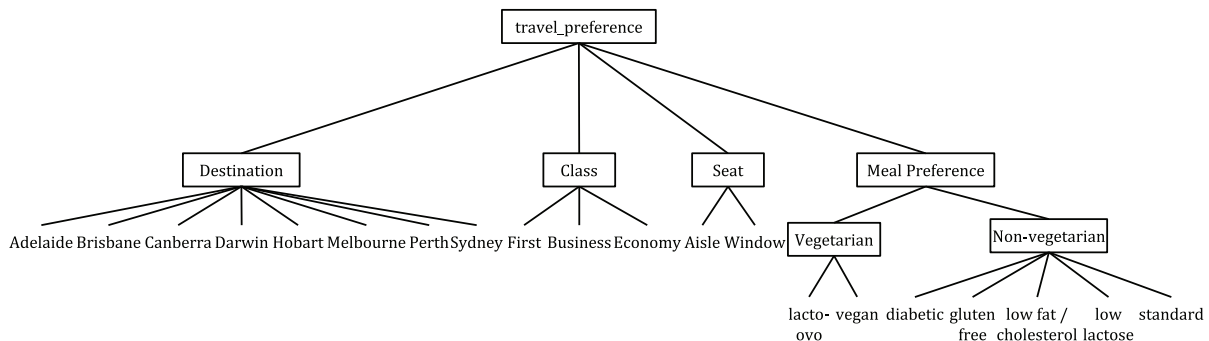 travel_preference
Destination Class Seat Meal Preference
Adelaide Brisbane Canberra Darwin Hobart Melbourne Perth Sydney First Business Economy Aisle Window Vegetarian Non-vegetarian
lacto- vegan diabetic gluten low fat / low standard
ovo free cholesterol lactose